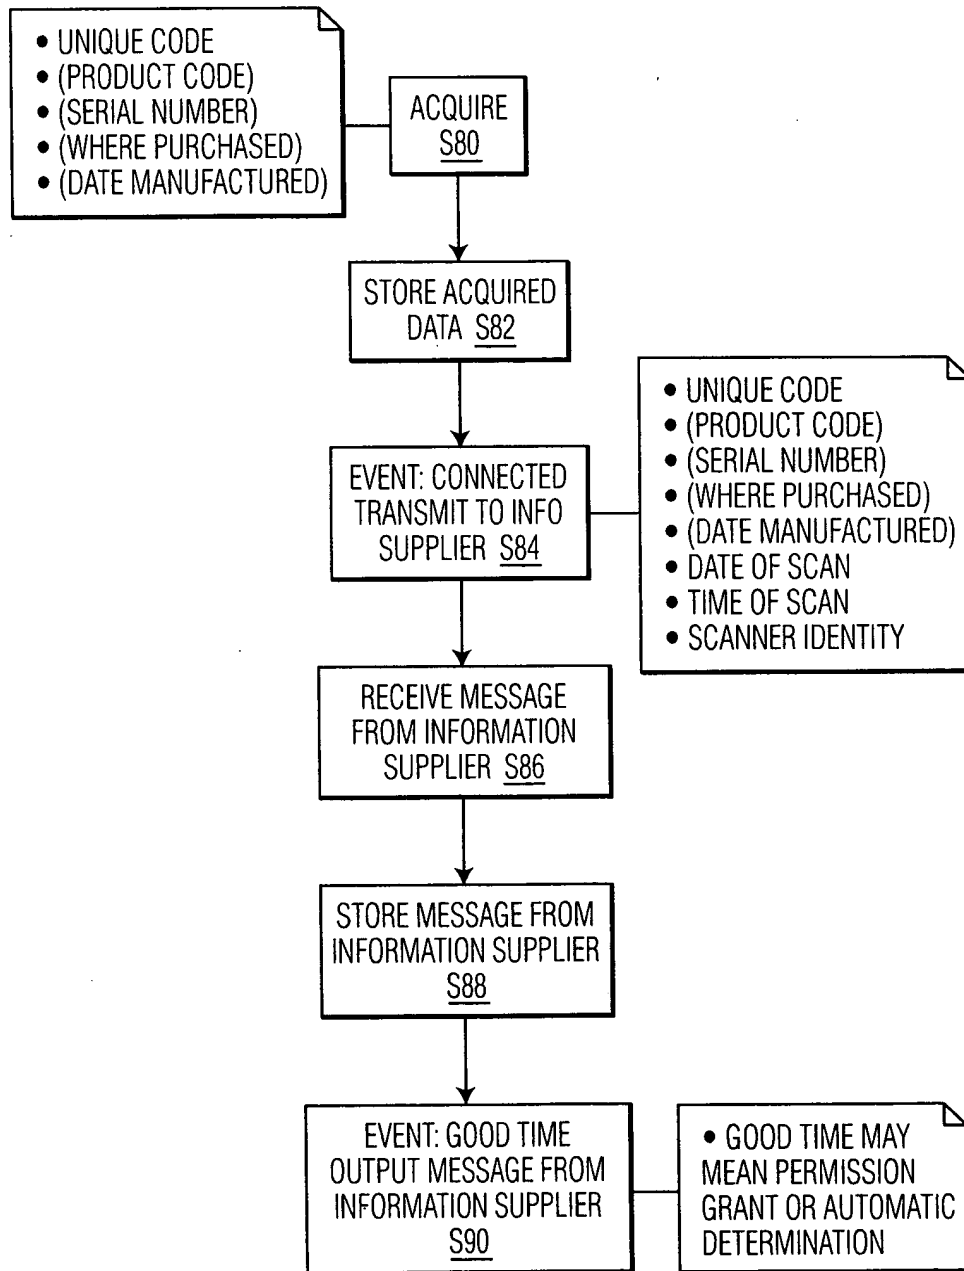 • UNIQUE CODE
• (PRODUCT CODE)
• (SERIAL NUMBER)
• (WHERE PURCHASED)
• (DATE MANUFACTURED)
ACQUIRE
S80
STORE ACQUIRED
DATA S82
EVENT: CONNECTED
TRANSMIT TO INFO
SUPPLIER S84
• UNIQUE CODE
• (PRODUCT CODE)
• (SERIAL NUMBER)
• (WHERE PURCHASED)
• (DATE MANUFACTURED)
• DATE OF SCAN
• TIME OF SCAN
• SCANNER IDENTITY
RECEIVE MESSAGE
FROM INFORMATION
SUPPLIER S86
STORE MESSAGE FROM
INFORMATION SUPPLIER
S88
EVENT: GOOD TIME
OUTPUT MESSAGE FROM
INFORMATION SUPPLIER
S90
• GOOD TIME MAY
MEAN PERMISSION
GRANT OR AUTOMATIC
DETERMINATION